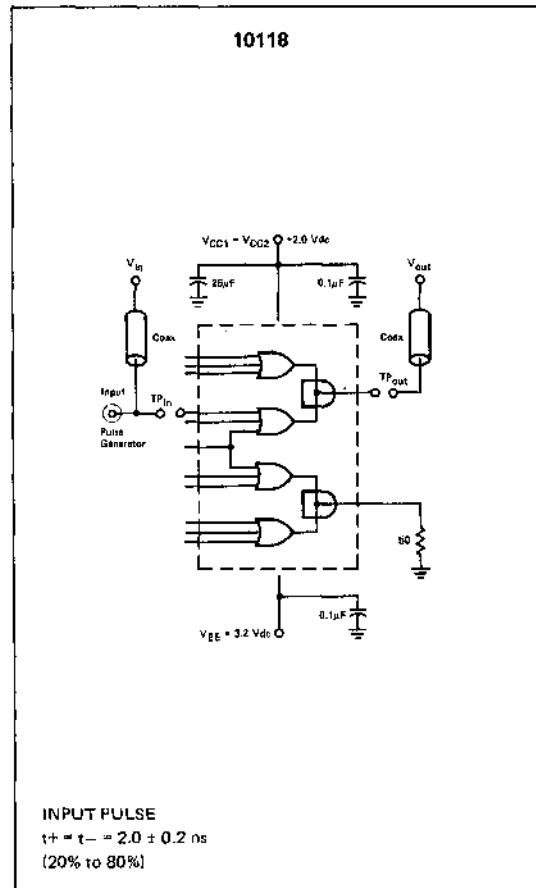 10118
VCC1 = VCC2 +2.0 Vdc
Vin
25µF
0.1µF
Vout
Coax
Coax
Input
TPin
TPout
Pulse
Generator
50
0.1µF
VEE = 3.2 Vdc
INPUT PULSE
t+ = t− = 2.0 ± 0.2 ns
(20% to 80%)